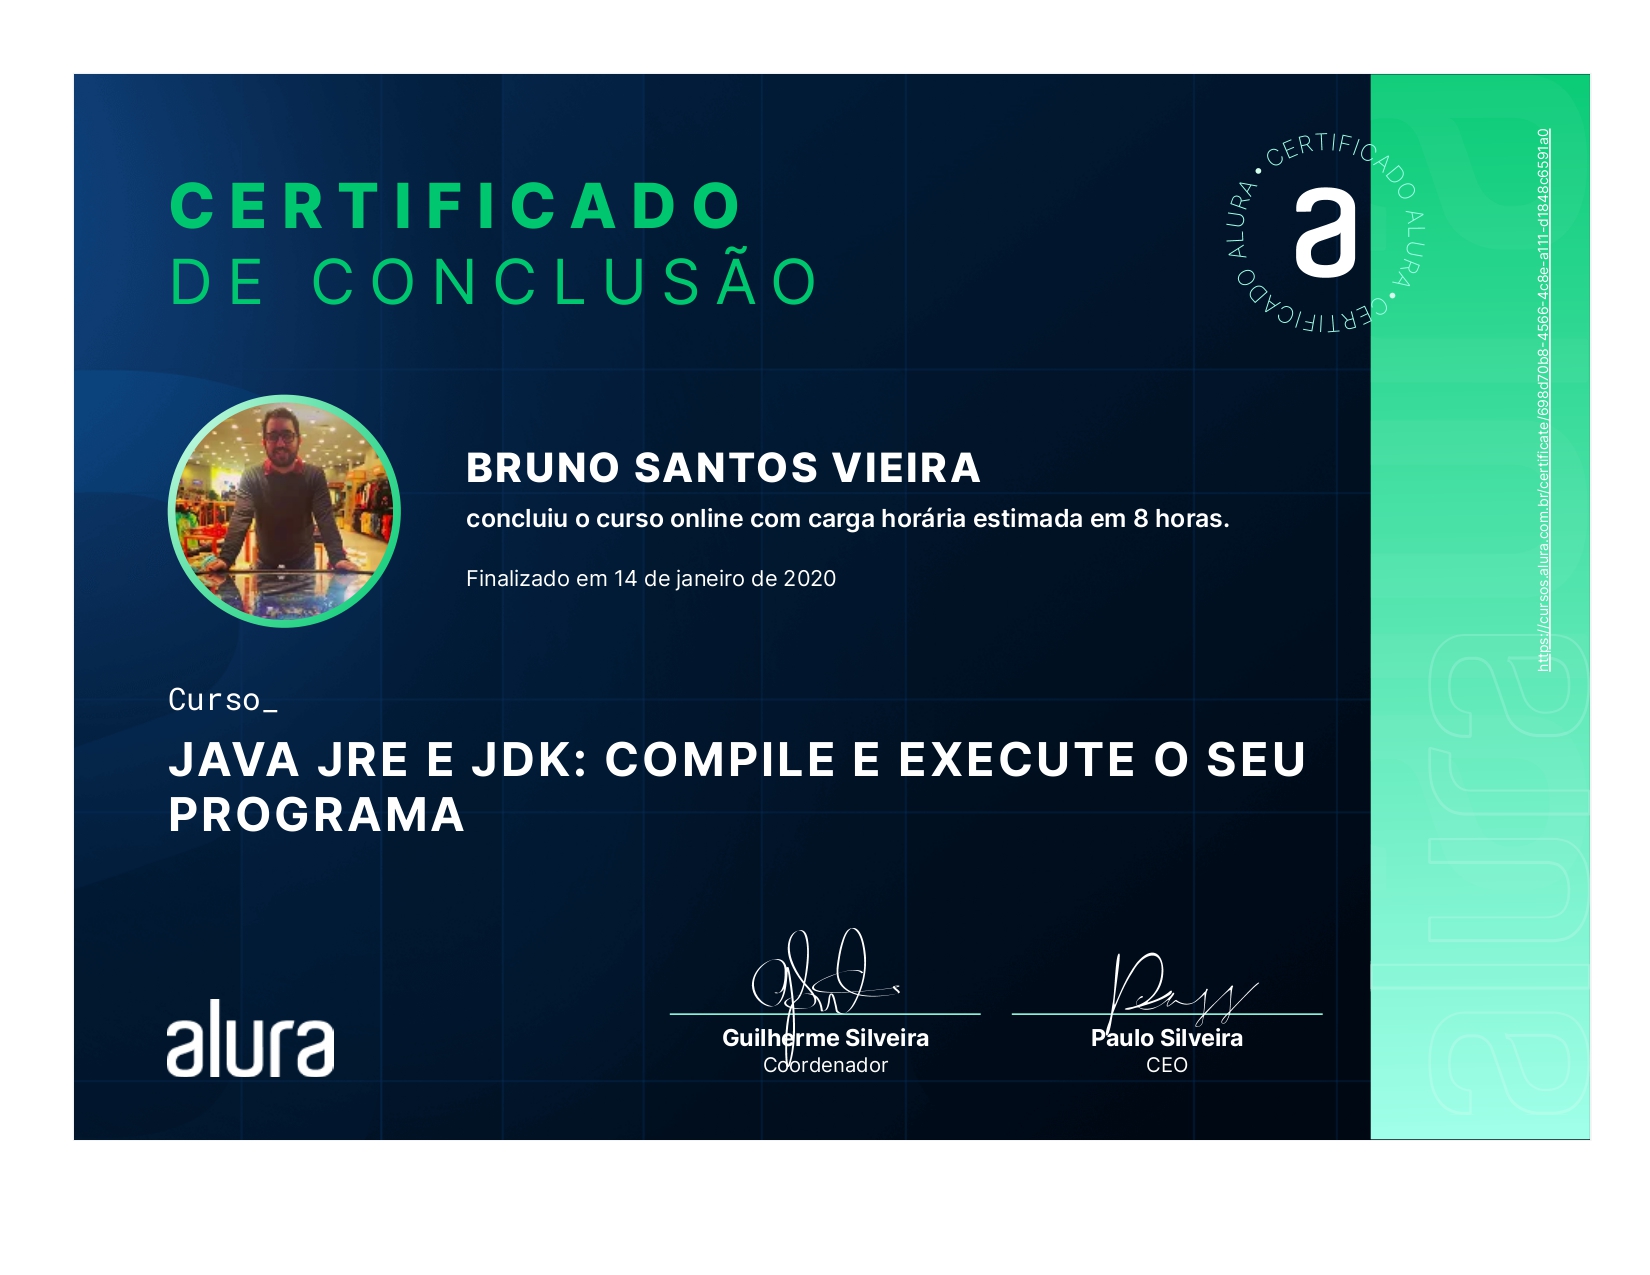 CERTIFICADO
DE CONCLUSÃO
CERTIFICADO ALURA • CERTIFICADO ALURA •
a
https://cursos.alura.com.br/certificate/698d70b8-4566-4c8e-a111-d1848c6591a0
BRUNO SANTOS VIEIRA
concluiu o curso online com carga horária estimada em 8 horas.
Finalizado em 14 de janeiro de 2020
Curso_
JAVA JRE E JDK: COMPILE E EXECUTE O SEU
PROGRAMA
alura
Guilherme Silveira
Coordenador
Paulo Silveira
CEO
alura